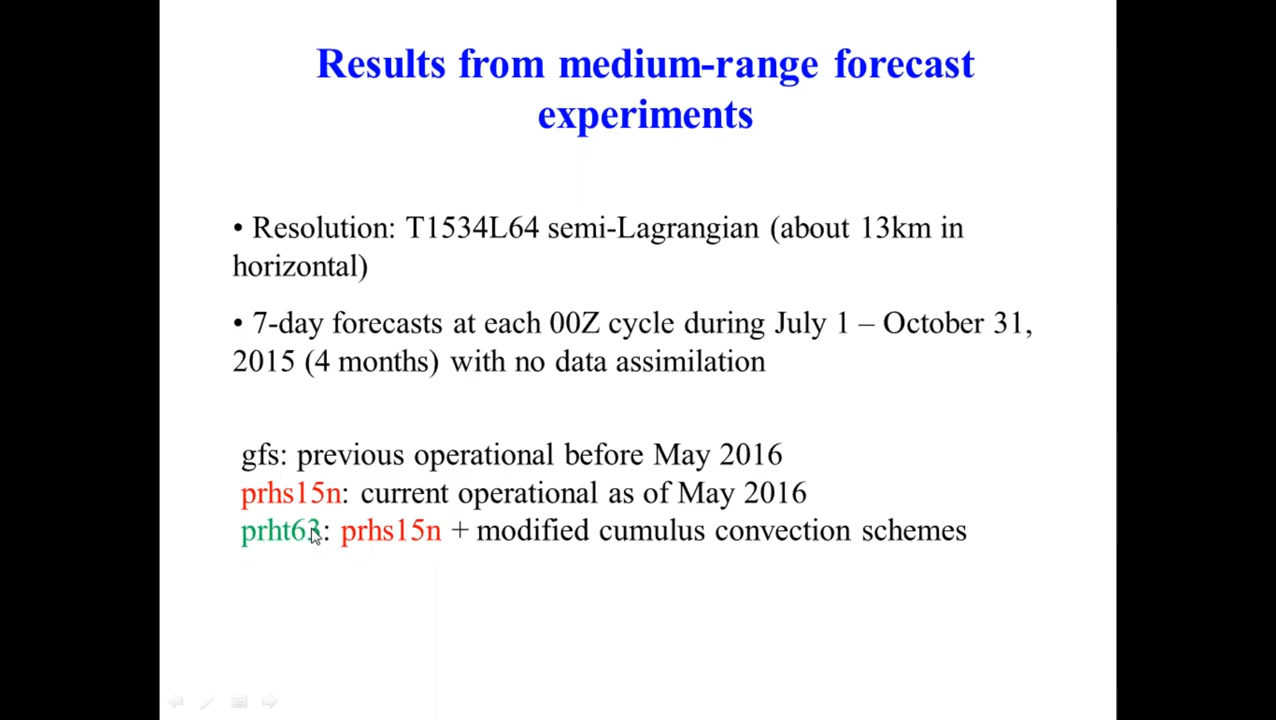 Results from medium-range forecast
experiments
• Resolution: T1534L64 semi-Lagrangian (about 13km in
horizontal)
• 7-day forecasts at each 00Z cycle during July 1 – October 31,
2015 (4 months) with no data assimilation
gfs: previous operational before May 2016
prhs15n: current operational as of May 2016
prht63: prhs15n + modified cumulus convection schemes